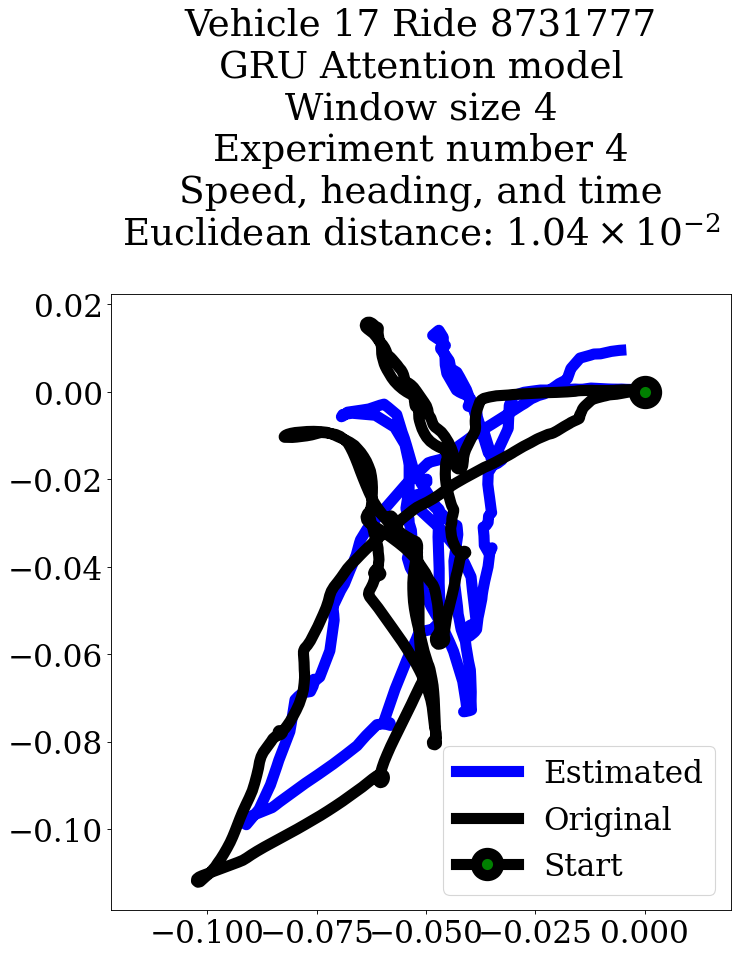 Vehicle 17 Ride 8731777
GRU Attention model
Window size 4
Experiment number 4
Speed, heading, and time
Euclidean distance: 1.04 × 10⁻²
0.02
0.00
−0.02
−0.04
−0.06
−0.08
−0.10
Estimated
Original
Start
−0.100 −0.075 −0.050 −0.025 0.000